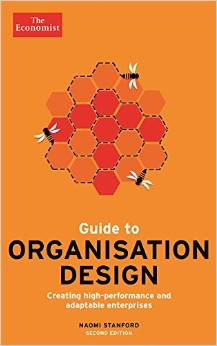 The
Economist
Guide to
ORGANISATION
DESIGN
Creating high-performance and
adaptable enterprises
NAOMI STANFORD
SECOND EDITION